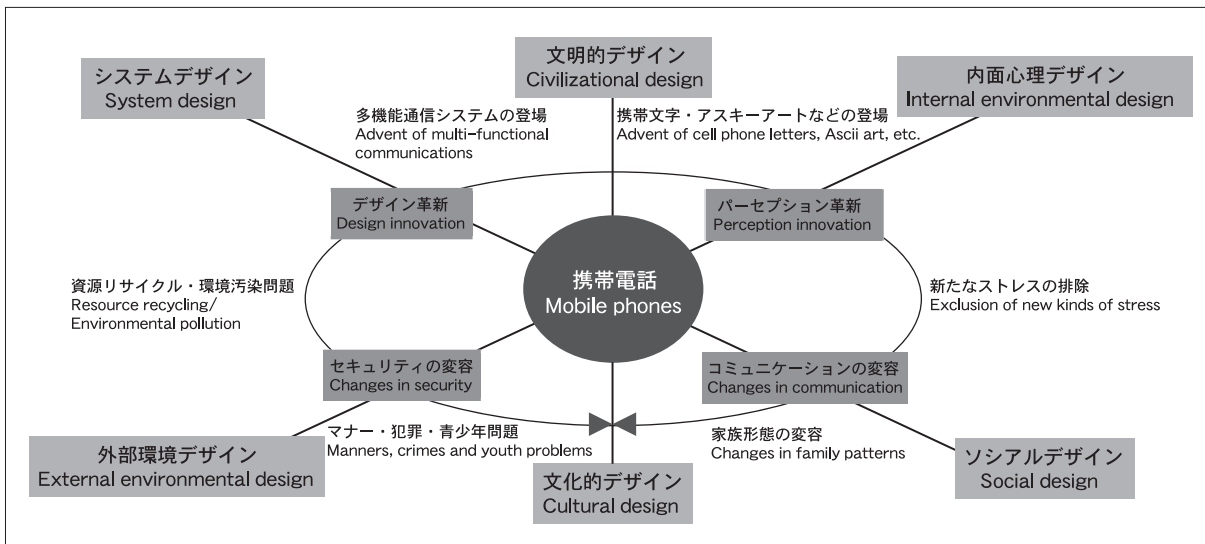 文明的デザイン
Civilizational design
システムデザイン
System design
内面心理デザイン
Internal environmental design
多機能通信システムの登場
Advent of multi-functional
communications
携帯文字・アスキーアートなどの登場
Advent of cell phone letters, Ascii art, etc.
デザイン革新
Design innovation
パーセプション革新
Perception innovation
携帯電話
Mobile phones
資源リサイクル・環境汚染問題
Resource recycling/
Environmental pollution
新たなストレスの排除
Exclusion of new kinds of stress
セキュリティの変容
Changes in security
コミュニケーションの変容
Changes in communication
マナー・犯罪・青少年問題
Manners, crimes and youth problems
家族形態の変容
Changes in family patterns
外部環境デザイン
External environmental design
文化的デザイン
Cultural design
ソシアルデザイン
Social design